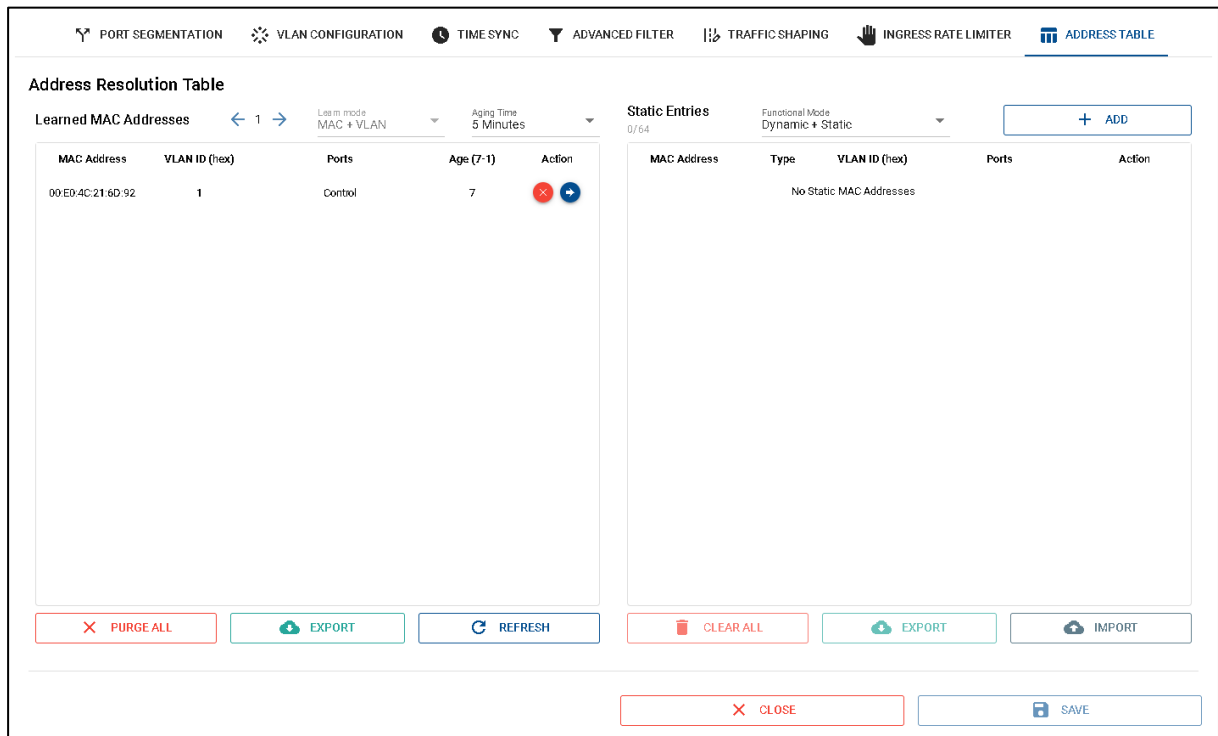 PORT SEGMENTATION VLAN CONFIGURATION TIME SYNC ADVANCED FILTER TRAFFIC SHAPING INGRESS RATE LIMITER ADDRESS TABLE
Address Resolution Table
Learned MAC Addresses
1
Learn mode
MAC + VLAN
Aging Time
5 Minutes
MAC Address VLAN ID (hex) Ports Age (7-1) Action
00:E0:4C:21:6D:92 1 Control 7
PURGE ALL EXPORT REFRESH
Static Entries
0/64
Functional Mode
Dynamic + Static
ADD
MAC Address Type VLAN ID (hex) Ports Action
No Static MAC Addresses
CLEAR ALL EXPORT IMPORT
CLOSE SAVE